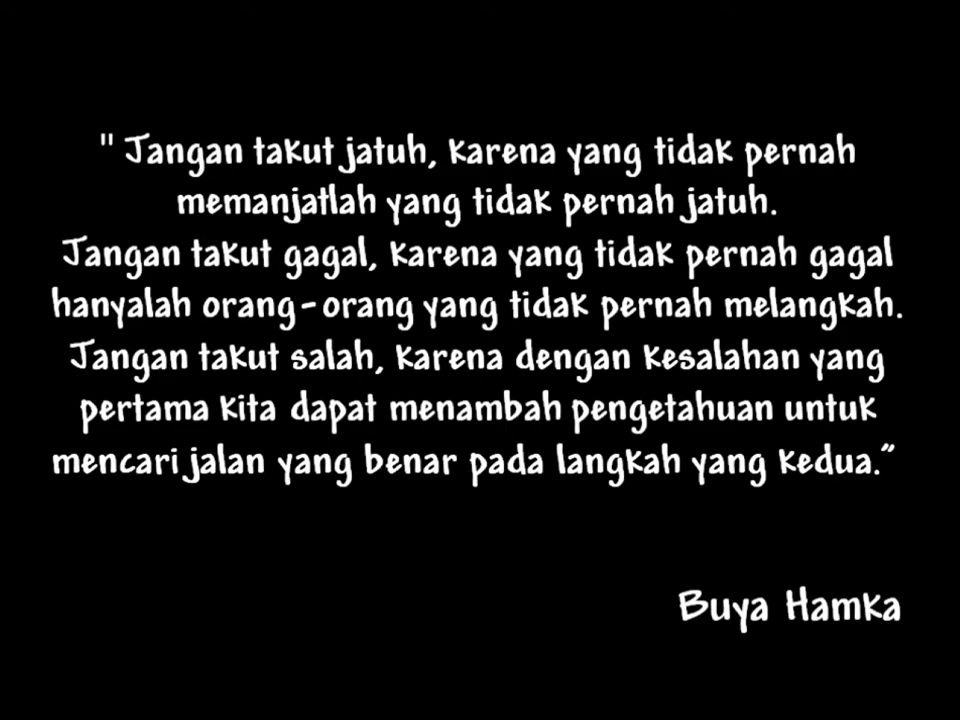 " Jangan takut jatuh, karena yang tidak pernah
memanjatlah yang tidak pernah jatuh.
Jangan takut gagal, karena yang tidak pernah gagal
hanyalah orang-orang yang tidak pernah melangkah.
Jangan takut salah, karena dengan kesalahan yang
pertama kita dapat menambah pengetahuan untuk
mencari jalan yang benar pada langkah yang kedua.”
Buya Hamka